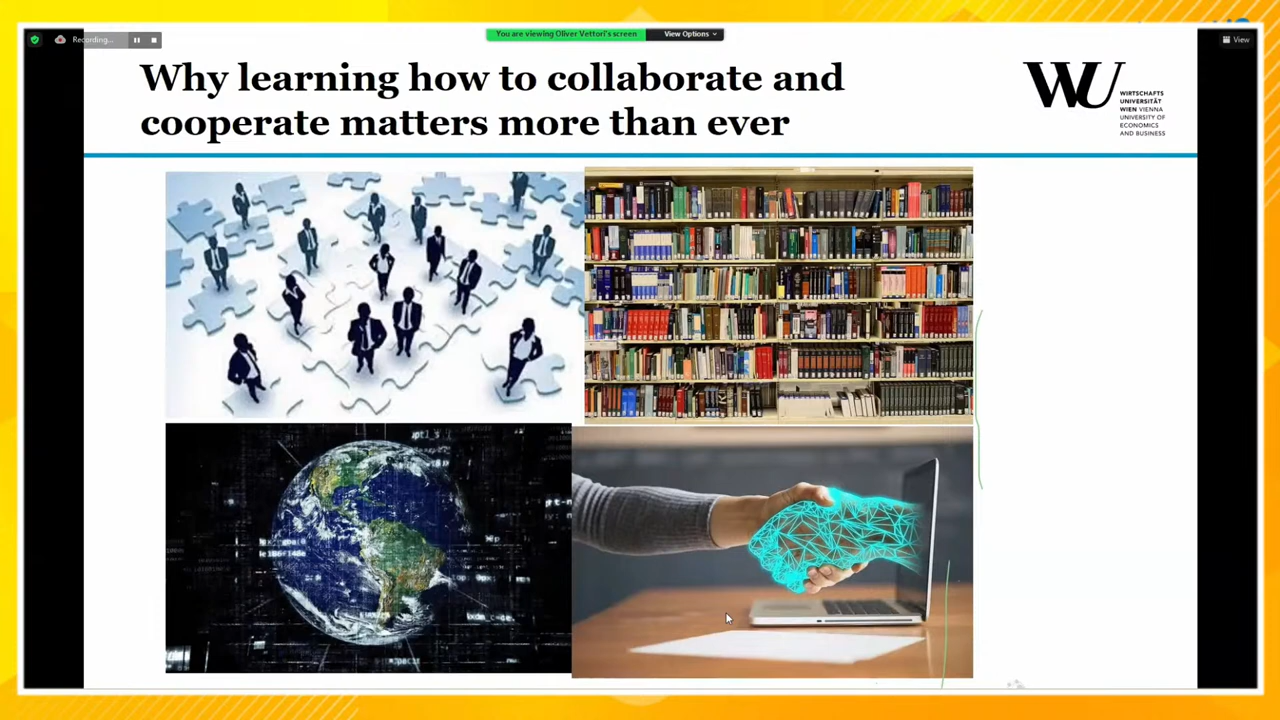 Recording...
You are viewing Oliver Vettori's screen
View Options
View
Why learning how to collaborate and
cooperate matters more than ever
WU
WIRTSCHAFTS
UNIVERSITÄT
WIEN VIENNA
UNIVERSITY OF
ECONOMICS
AND BUSINESS